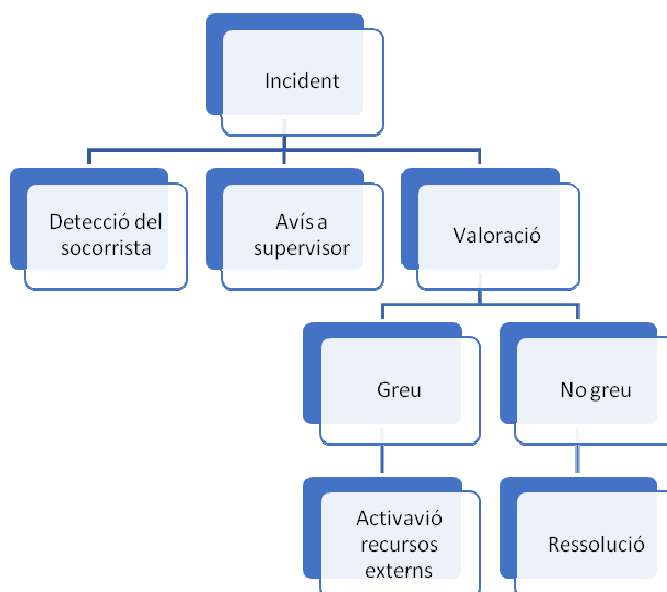 Incident
Detecció del
socorrista
Avís a
supervisor
Valoració
Greu
No greu
Activavió
recursos
externs
Ressolució